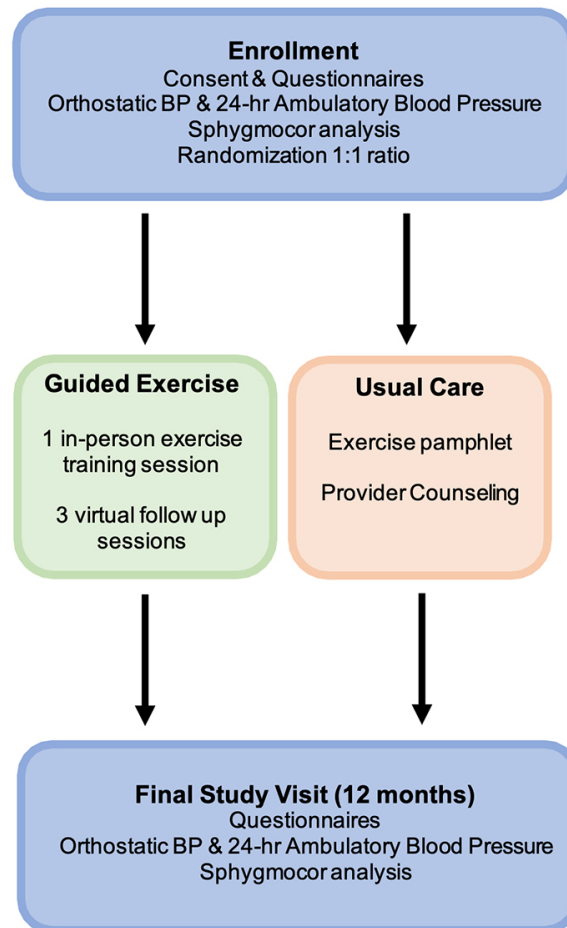 Enrollment
Consent & Questionnaires
Orthostatic BP & 24-hr Ambulatory Blood Pressure
Sphygmocor analysis
Randomization 1:1 ratio
Guided Exercise
1 in-person exercise
training session
3 virtual follow up
sessions
Usual Care
Exercise pamphlet
Provider Counseling
Final Study Visit (12 months)
Questionnaires
Orthostatic BP & 24-hr Ambulatory Blood Pressure
Sphygmocor analysis